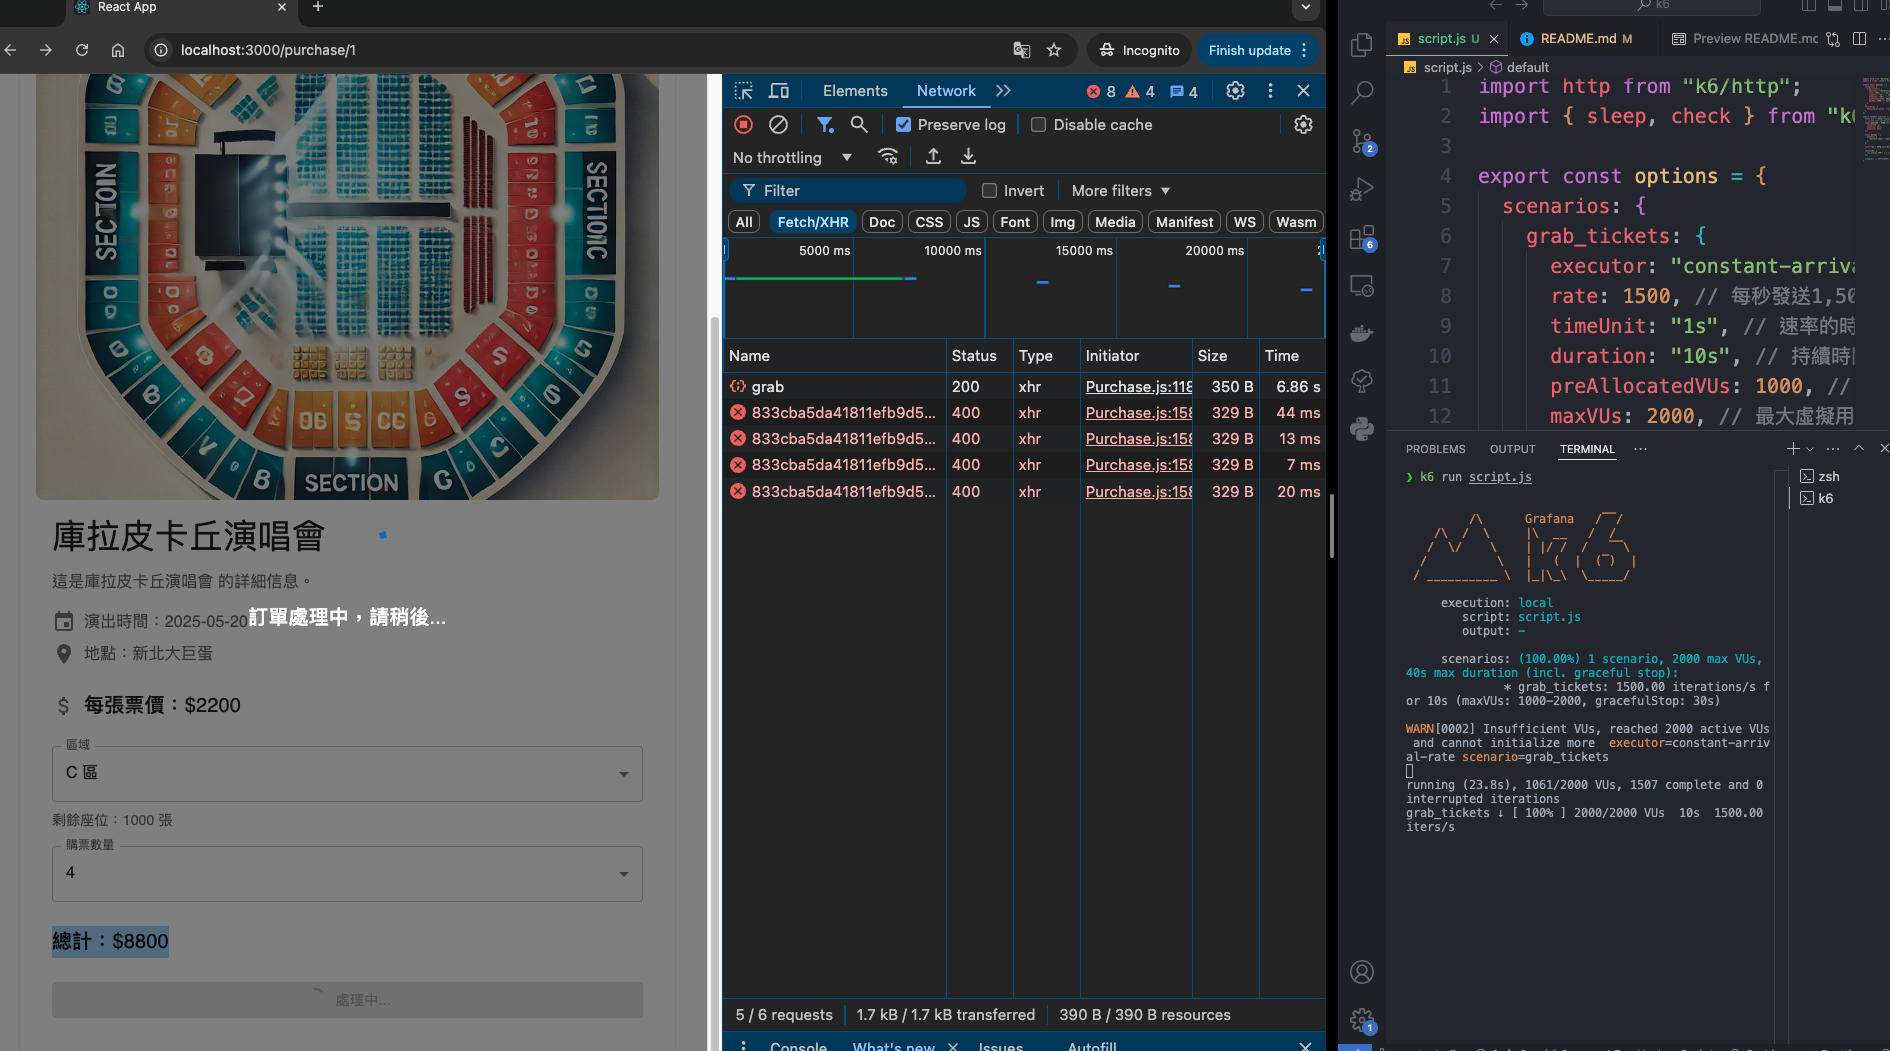 React App
localhost:3000/purchase/1
Incognito
Finish update
SECTION
庫拉皮卡丘演唱會
這是庫拉皮卡丘演唱會 的詳細信息。
演出時間：2025-05-20
訂單處理中，請稍後...
地點：新北大巨蛋
每張票價：$2200
區域
C 區
剩餘座位：1000 張
購票數量
4
總計：$8800
處理中...
Elements
Network
8
4
4
Preserve log
Disable cache
No throttling
Filter
Invert
More filters
All
Fetch/XHR
Doc
CSS
JS
Font
Img
Media
Manifest
WS
Wasm
5000 ms
10000 ms
15000 ms
20000 ms
Name Status Type Initiator Size Time
grab 200 xhr Purchase.js:118 350 B 6.86 s
833cba5da41811efb9d5... 400 xhr Purchase.js:158 329 B 44 ms
833cba5da41811efb9d5... 400 xhr Purchase.js:158 329 B 13 ms
833cba5da41811efb9d5... 400 xhr Purchase.js:158 329 B 7 ms
833cba5da41811efb9d5... 400 xhr Purchase.js:158 329 B 20 ms
5 / 6 requests
1.7 kB / 1.7 kB transferred
390 B / 390 B resources
Console
What's new
Issues
Autofill
k6
script.js U
README.md M
Preview README.mc
script.js > default
1 import http from "k6/http";
2 import { sleep, check } from "k
3
4 export const options = {
5 scenarios: {
6 grab_tickets: {
7 executor: "constant-arriva
8 rate: 1500, // 每秒發送1,50
9 timeUnit: "1s", // 速率的時
10 duration: "10s", // 持續時
11 preAllocatedVUs: 1000, //
12 maxVUs: 2000, // 最大虛擬用
2
6
1
PROBLEMS
OUTPUT
TERMINAL
zsh
k6
❯ k6 run script.js
Grafana
execution: local
script: script.js
output: -
scenarios: (100.00%) 1 scenario, 2000 max VUs,
40s max duration (incl. graceful stop):
* grab_tickets: 1500.00 iterations/s f
or 10s (maxVUs: 1000-2000, gracefulStop: 30s)
WARN[0002] Insufficient VUs, reached 2000 active VUs
and cannot initialize more executor=constant-arriv
al-rate scenario=grab_tickets
running (23.8s), 1061/2000 VUs, 1507 complete and 0
interrupted iterations
grab_tickets ↓ [ 100% ] 2000/2000 VUs 10s 1500.00
iters/s